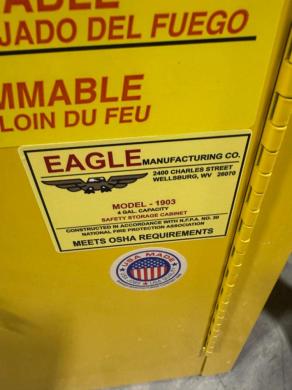 ABLE
JADO DEL FUEGO
MMABLE
LOIN DU FEU
EAGLE MANUFACTURING CO.
2400 CHARLES STREET
WELLSBURG, WV 26070
MODEL - 1903
4 GAL. CAPACITY
SAFETY STORAGE CABINET
CONSTRUCTED IN ACCORDANCE WITH N.F.P.A. NO. 30
NATIONAL FIRE PROTECTION ASSOCIATION
MEETS OSHA REQUIREMENTS
USA MADE